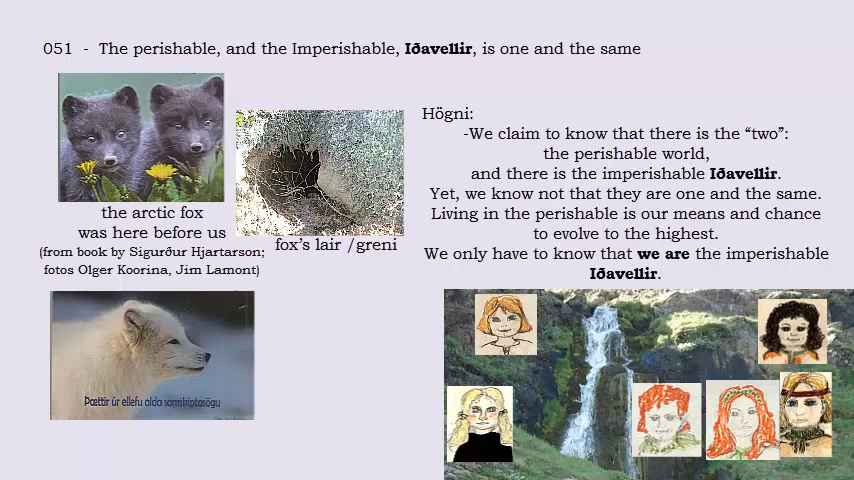 051 - The perishable, and the Imperishable, Iðavellir, is one and the same
the arctic fox
was here before us
(from book by Sigurður Hjartarson;
fotos Olger Koorina, Jim Lamont)
fox's lair /greni
Þættir úr ellefu alda samskiptasögu
Högni:
-We claim to know that there is the “two”:
the perishable world,
and there is the imperishable Iðavellir.
Yet, we know not that they are one and the same.
Living in the perishable is our means and chance
to evolve to the highest.
We only have to know that we are the imperishable
Iðavellir.